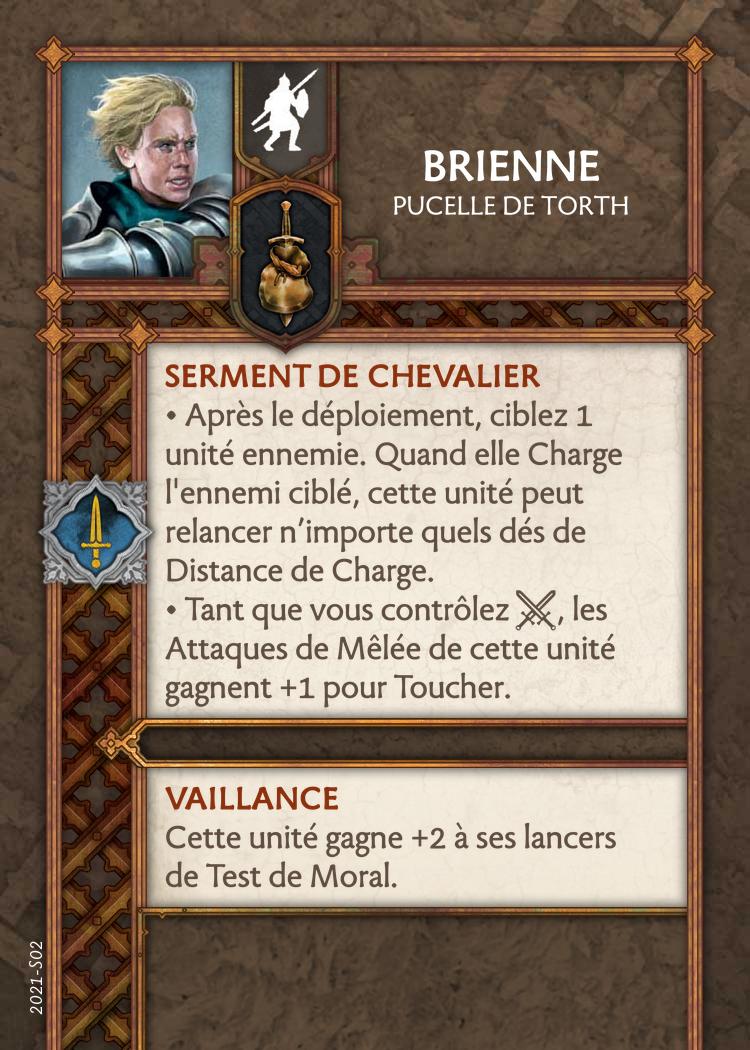 BRIENNE
PUCELLE DE TORTH
SERMENT DE CHEVALIER
• Après le déploiement, ciblez 1
unité ennemie. Quand elle Charge
l'ennemi ciblé, cette unité peut
relancer n’importe quels dés de
Distance de Charge.
• Tant que vous contrôlez , les
Attaques de Mêlée de cette unité
gagnent +1 pour Toucher.
VAILLANCE
Cette unité gagne +2 à ses lancers
de Test de Moral.
2021-S02